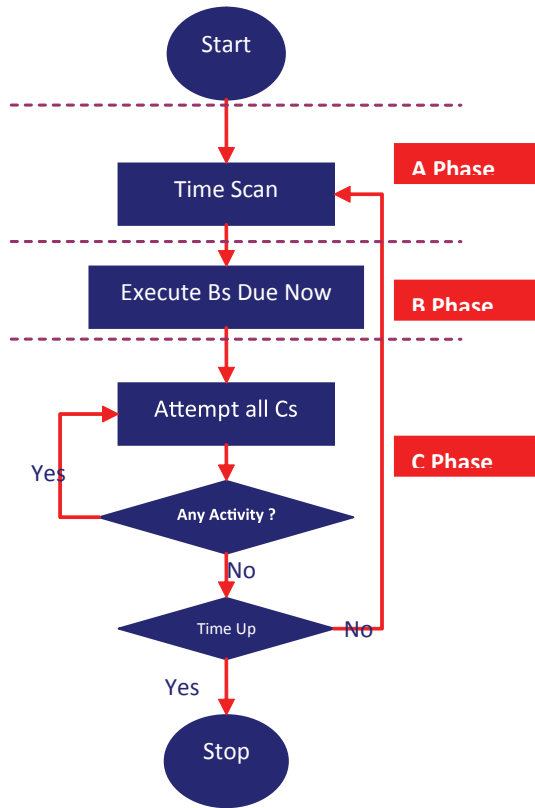 Start
A Phase
Time Scan
Execute Bs Due Now
B Phase
Attempt all Cs
C Phase
Yes
Any Activity ?
No
Time Up
No
Yes
Stop